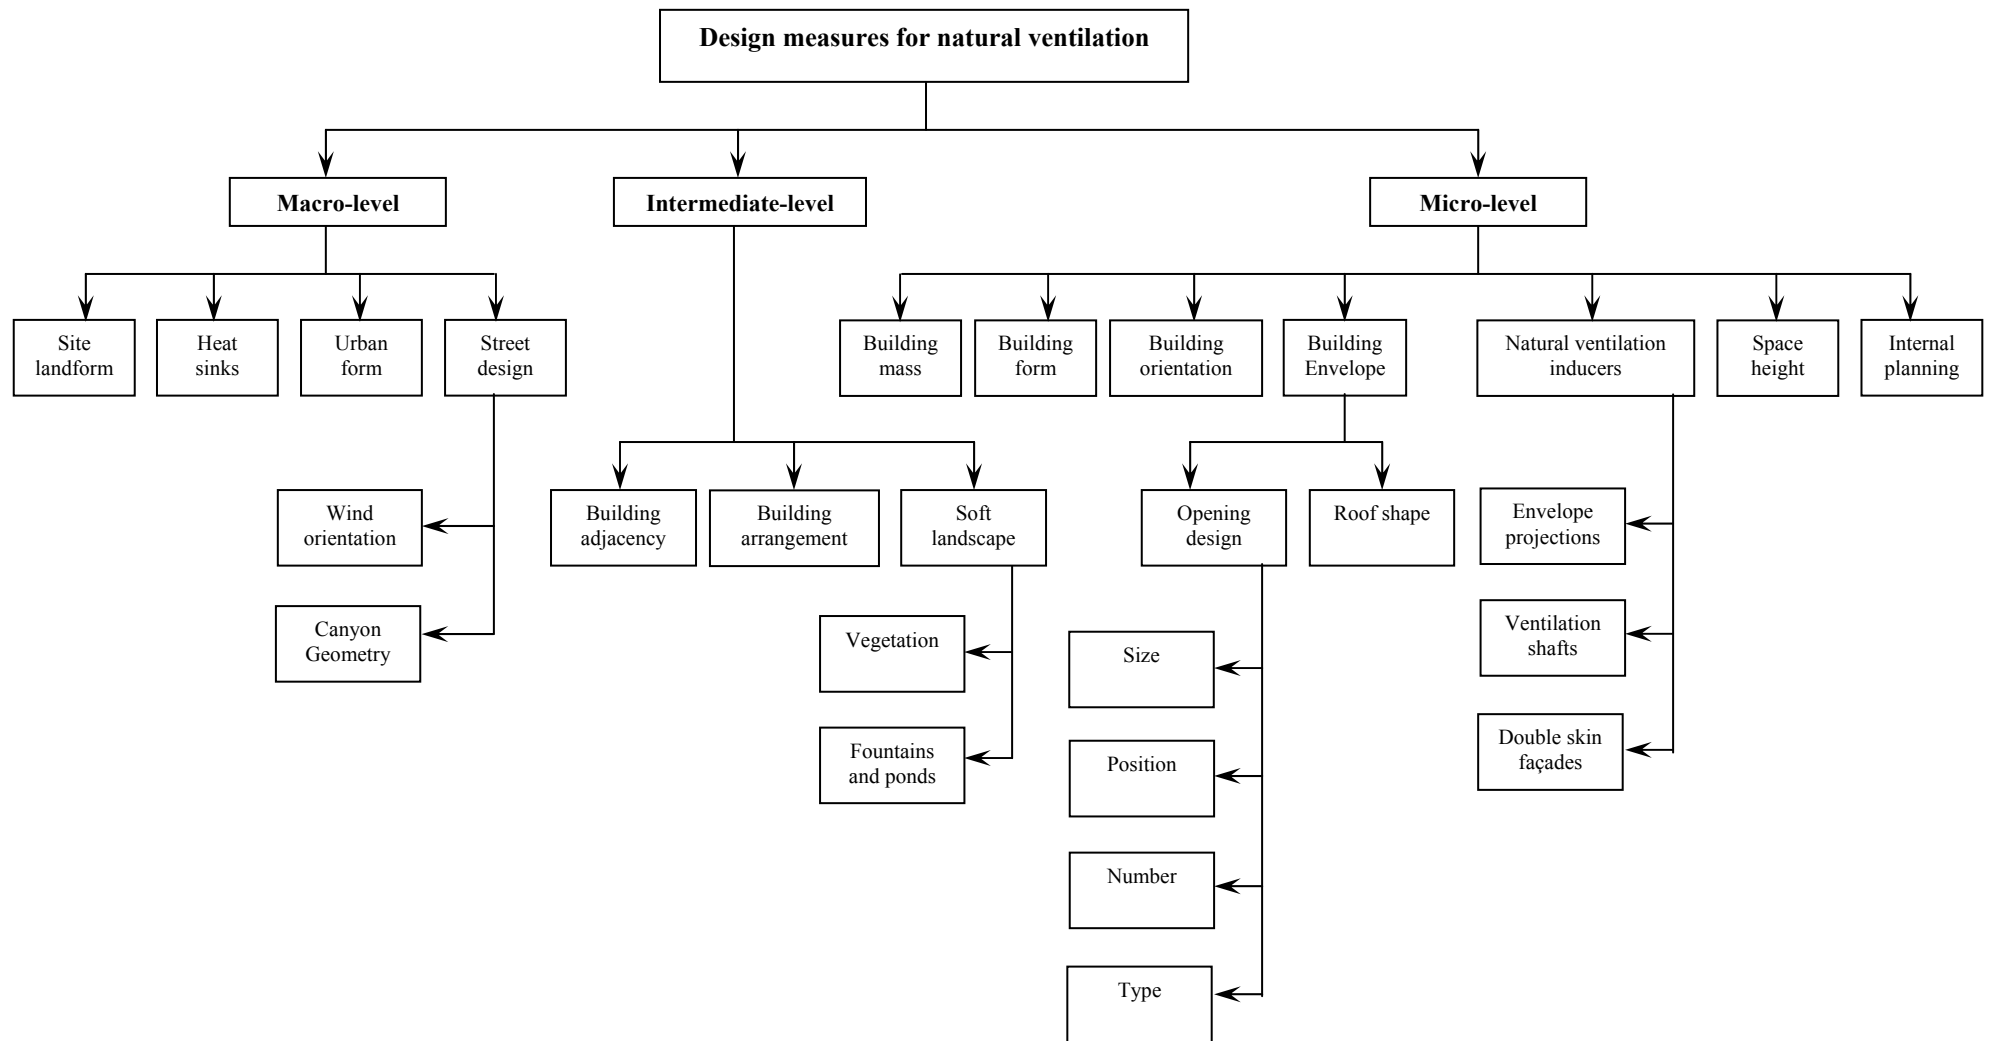 Design measures for natural ventilation
Macro-level
Intermediate-level
Micro-level
Site
landform
Heat
sinks
Urban
form
Street
design
Building
mass
Building
form
Building
orientation
Building
Envelope
Natural ventilation
inducers
Space
height
Internal
planning
Wind
orientation
Canyon
Geometry
Building
adjacency
Building
arrangement
Soft
landscape
Vegetation
Fountains
and ponds
Opening
design
Roof shape
Size
Position
Number
Type
Envelope
projections
Ventilation
shafts
Double skin
façades